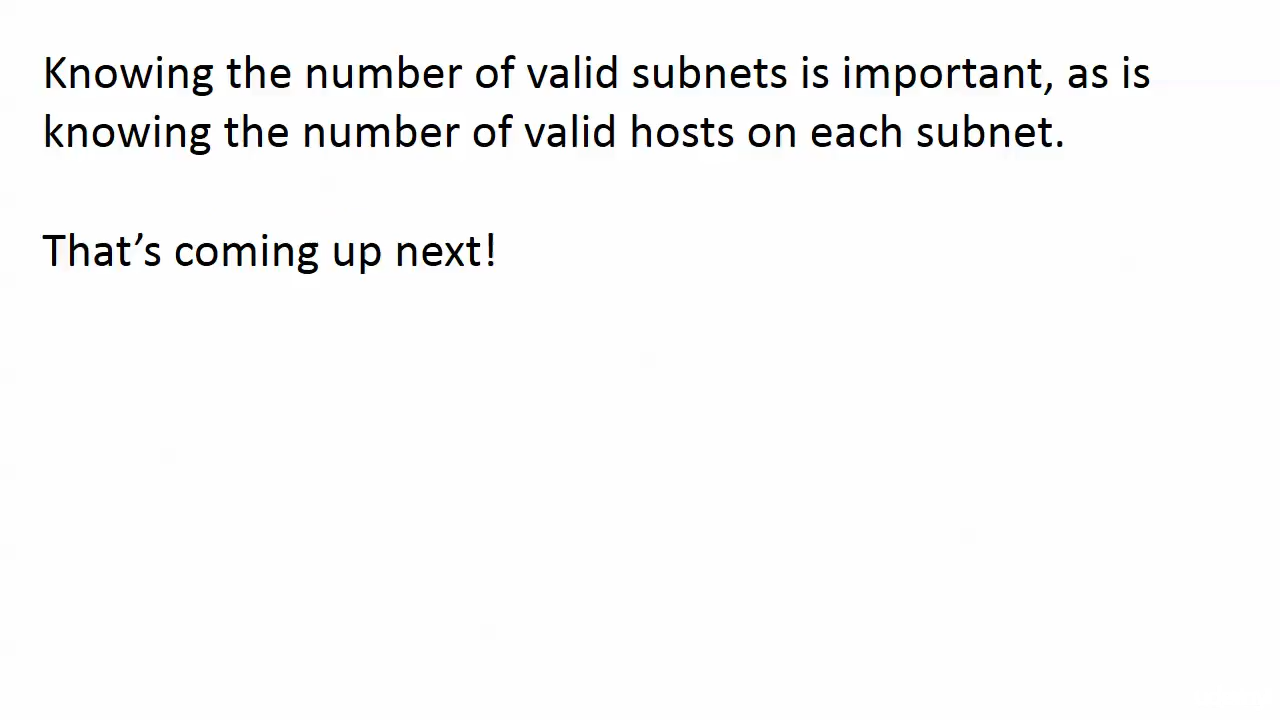 Knowing the number of valid subnets is important, as is
knowing the number of valid hosts on each subnet.
That’s coming up next!